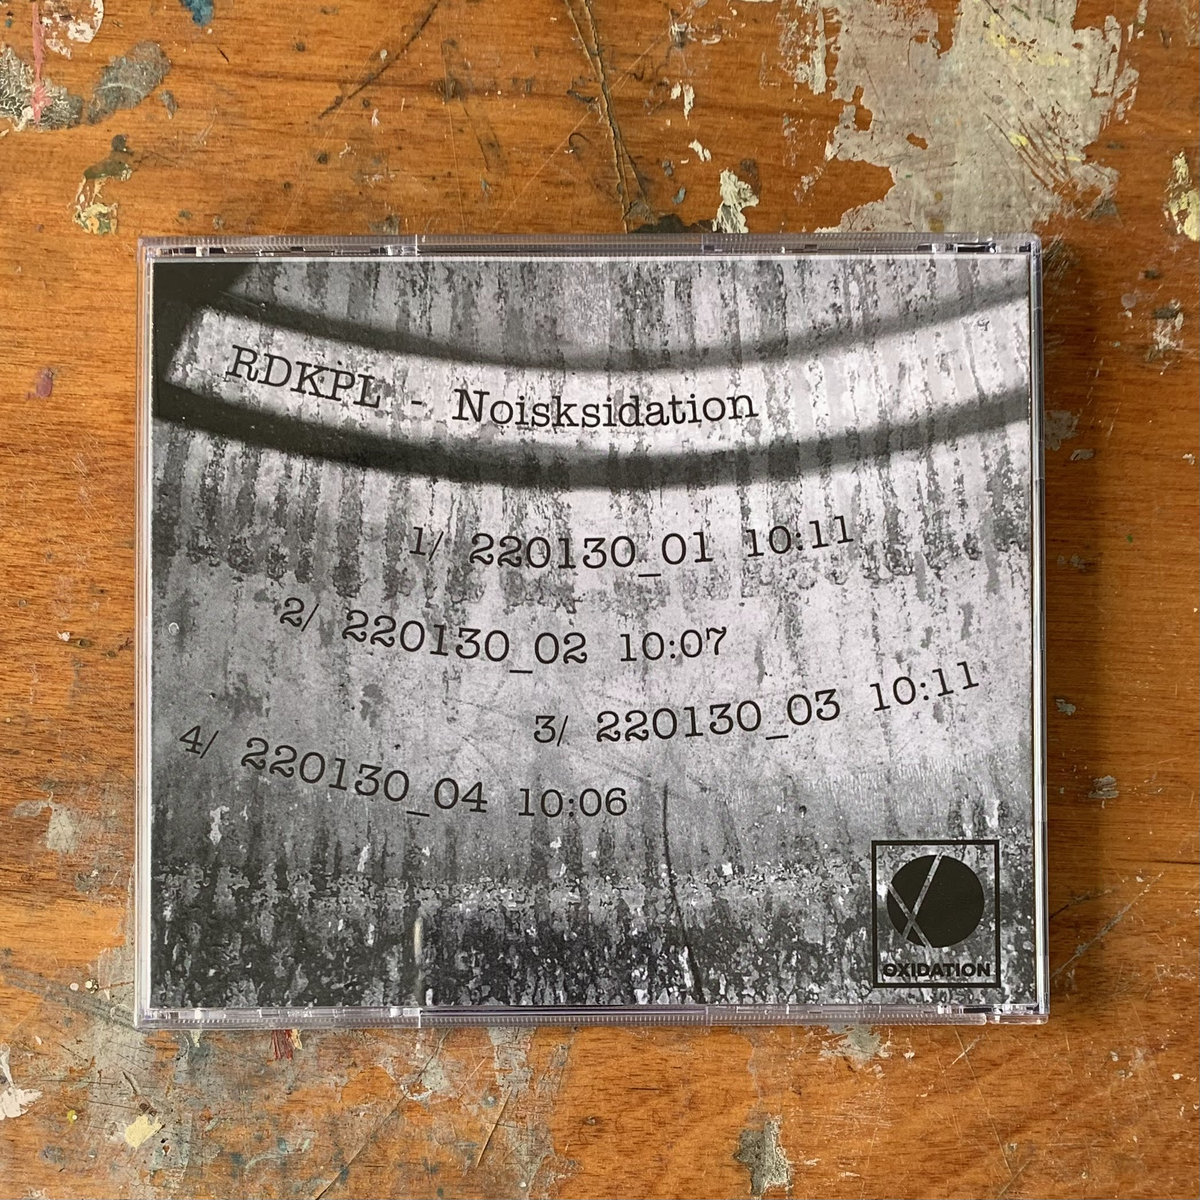 RDKPL - Noisksidation
1/ 220130_01 10:11
2/ 220130_02 10:07
3/ 220130_03 10:11
4/ 220130_04 10:06
OXIDATION